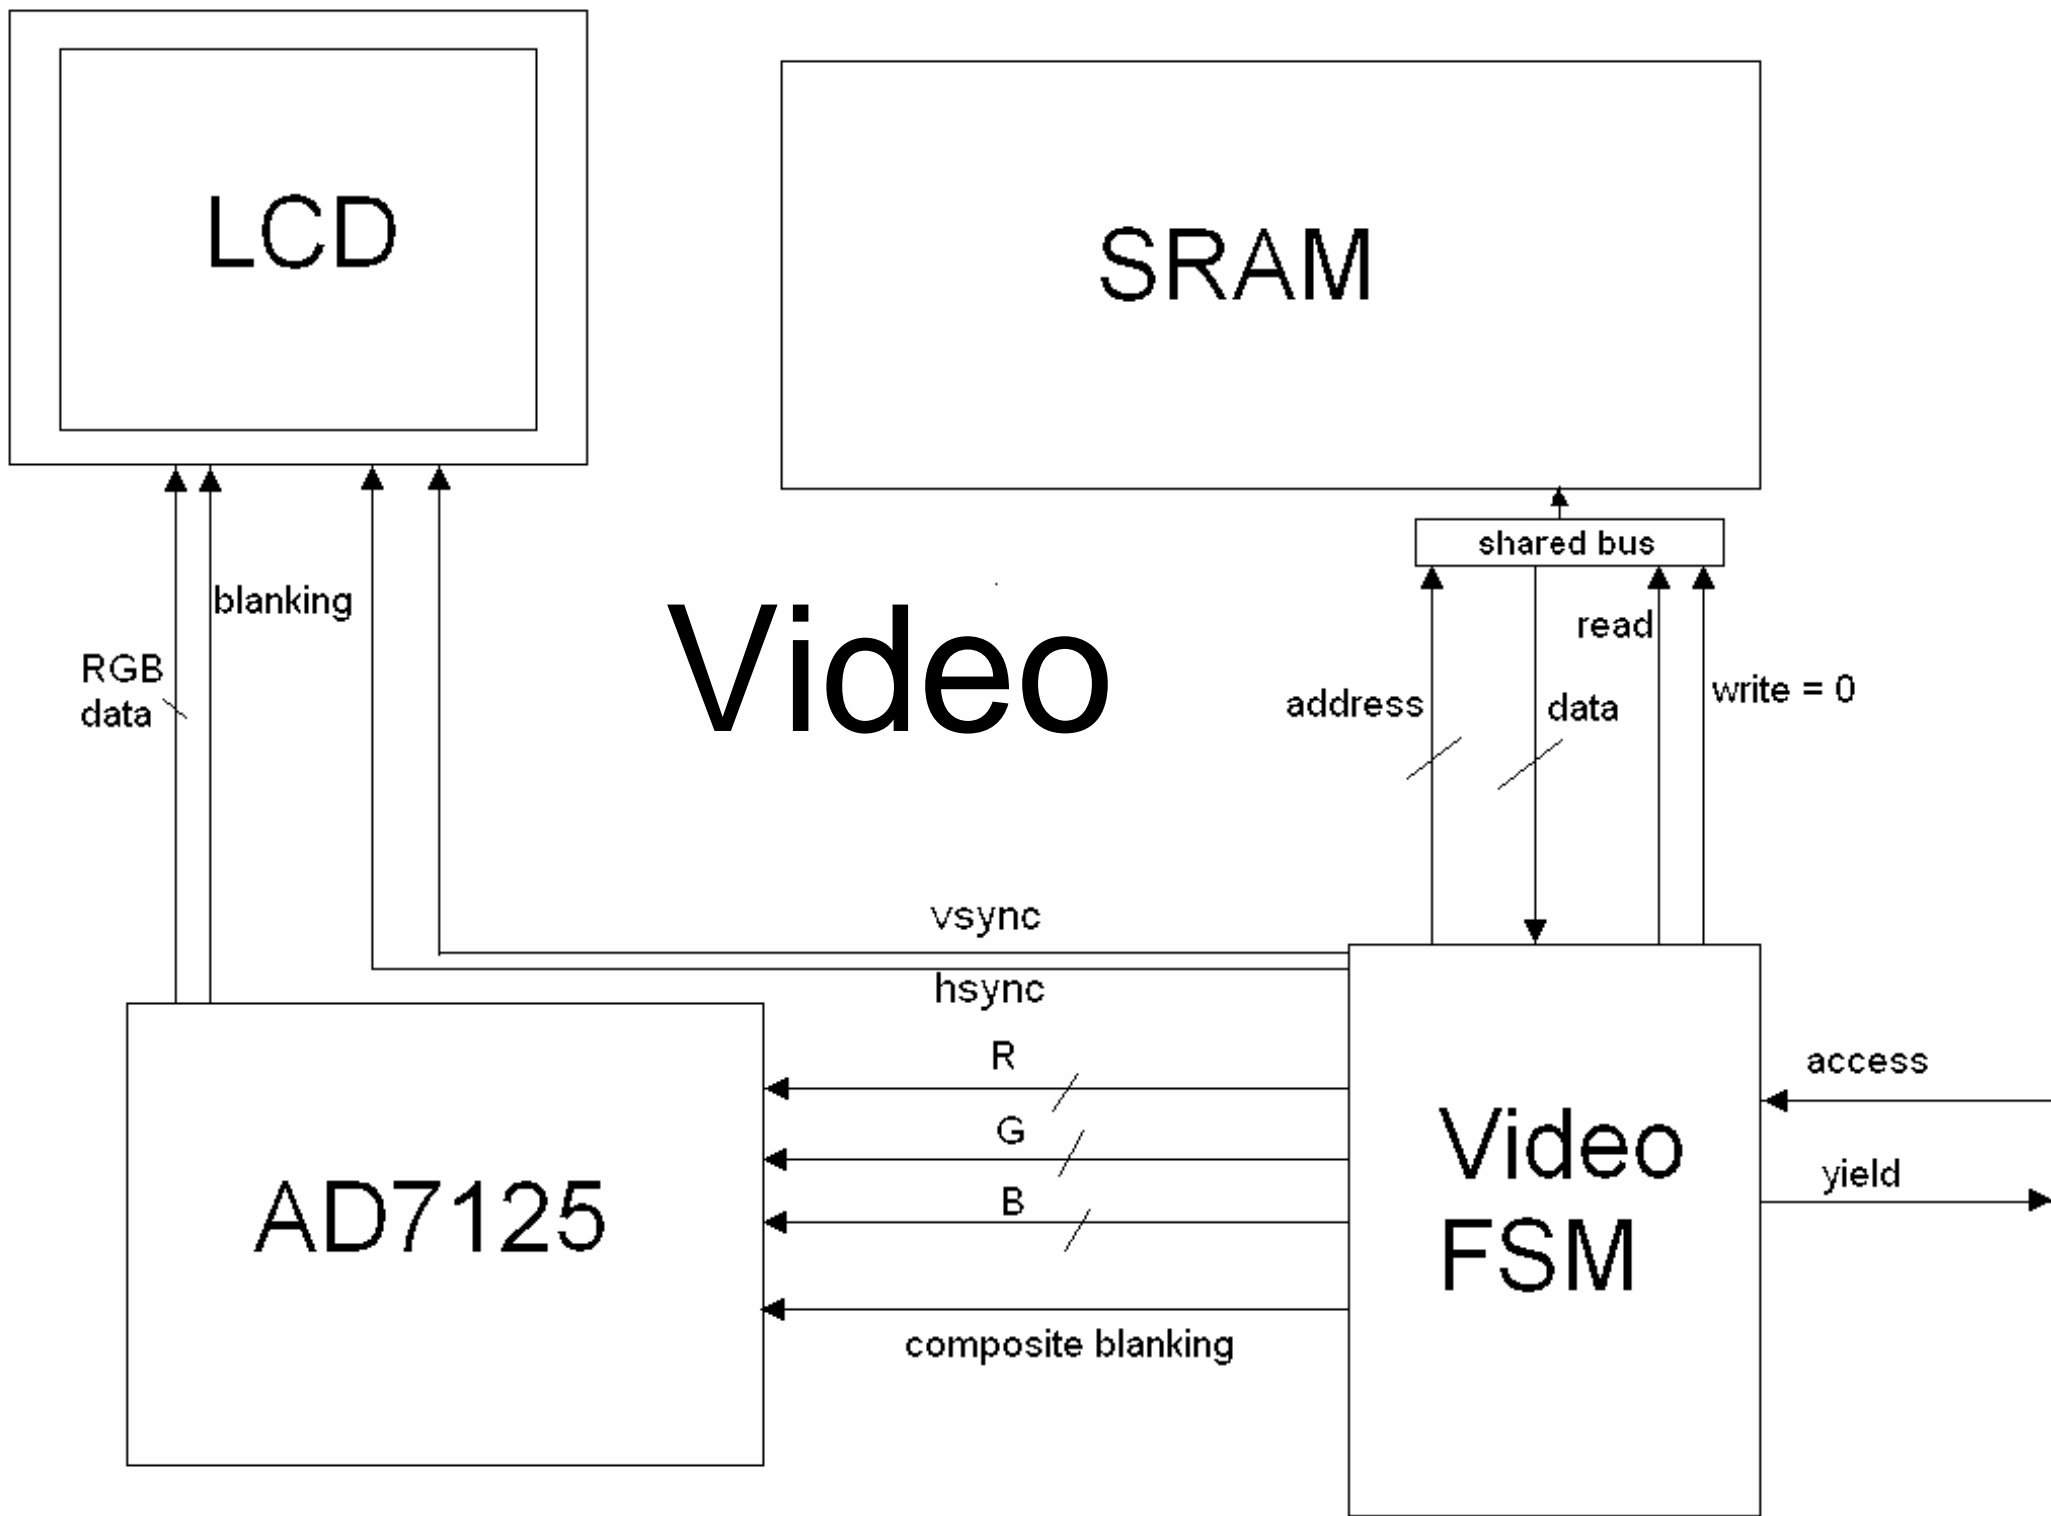 LCD
SRAM
shared bus
blanking
read
RGB
data
Video
address
data
write = 0
vsync
hsync
R
G
B
composite blanking
AD7125
Video
FSM
access
yield